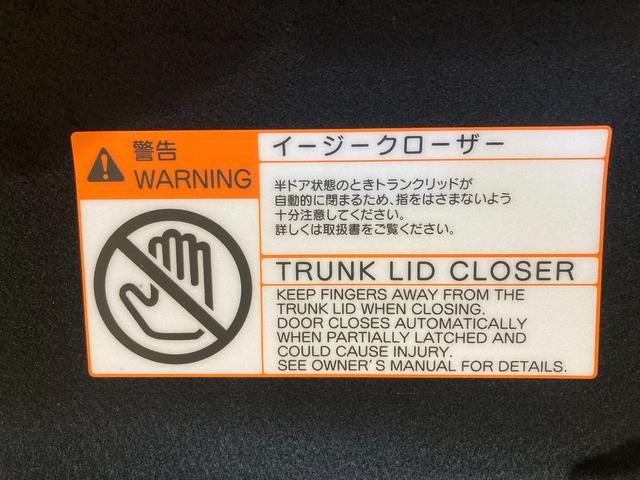 警告
WARNING
イージークローザー
半ドア状態のときトランクリッドが
自動的に閉まるため、指をはさまないよう
十分注意してください。
詳しくは取扱書をご覧ください。
TRUNK LID CLOSER
KEEP FINGERS AWAY FROM THE
TRUNK LID WHEN CLOSING.
DOOR CLOSES AUTOMATICALLY
WHEN PARTIALLY LATCHED AND
COULD CAUSE INJURY.
SEE OWNER'S MANUAL FOR DETAILS.